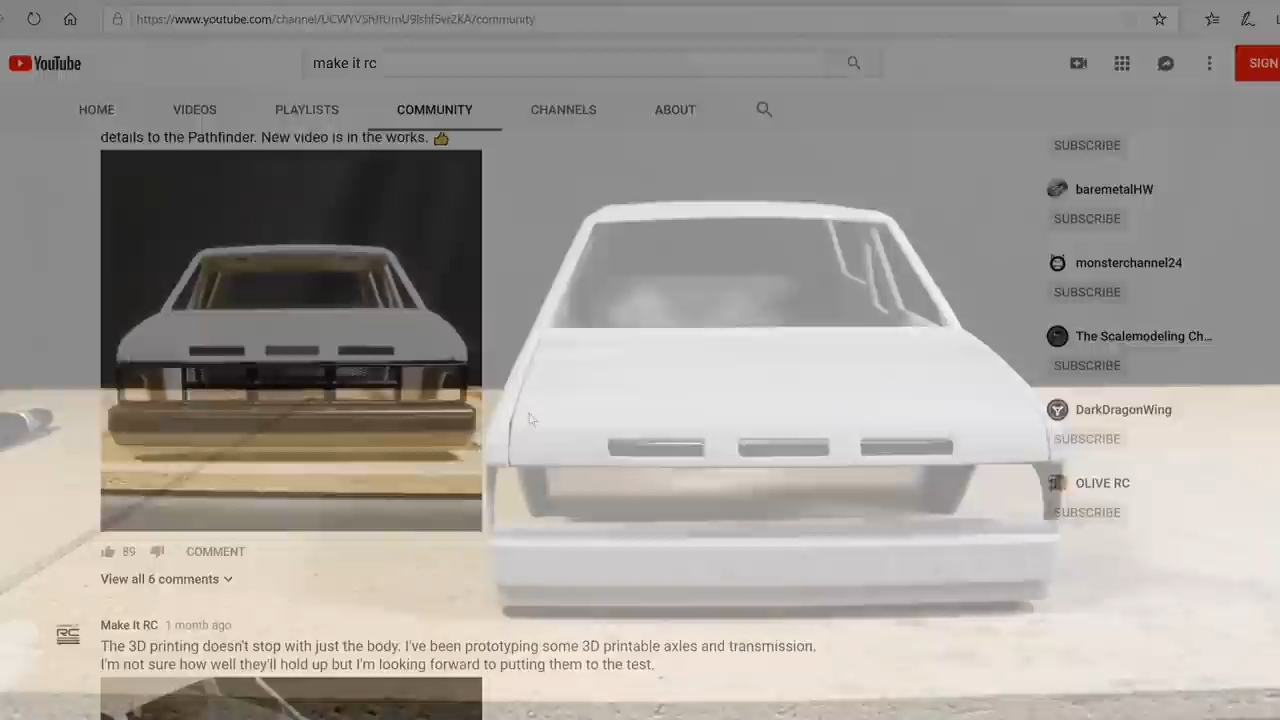 https://www.youtube.com/channel/
/community
YouTube
make it rc
SIGN
HOME
VIDEOS
PLAYLISTS
COMMUNITY
CHANNELS
ABOUT
details to the Pathfinder. New video is in the works. 👍
SUBSCRIBE
baremetalHW
SUBSCRIBE
monsterchannel24
SUBSCRIBE
The Scalemodeling Ch...
SUBSCRIBE
DarkDragonWing
SUBSCRIBE
OLIVE RC
SUBSCRIBE
89
COMMENT
View all 6 comments
RC
Make It RC 1 month ago
The 3D printing doesn't stop with just the body. I've been prototyping some 3D printable axles and transmission.
I'm not sure how well they'll hold up but I'm looking forward to putting them to the test.